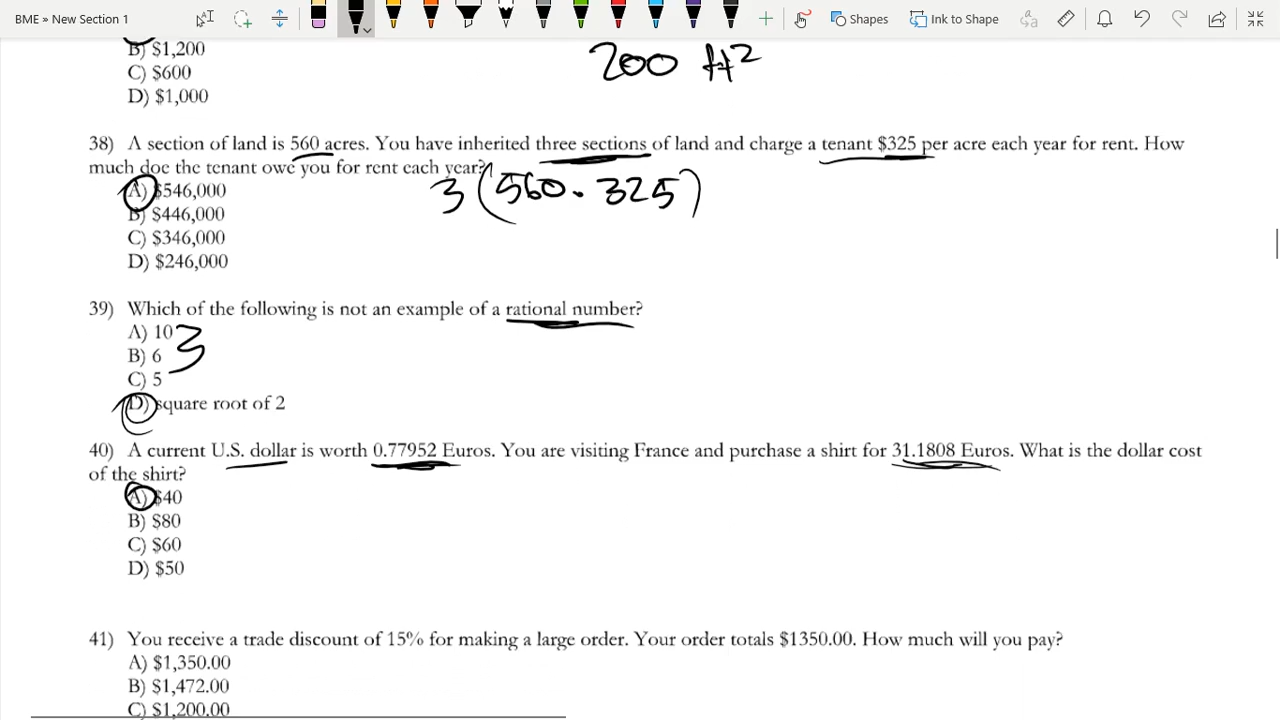 BME » New Section 1
Shapes
Ink to Shape
B) $1,200
200 ft²
C) $600
D) $1,000
38) A section of land is 560 acres. You have inherited three sections of land and charge a tenant $325 per acre each year for rent. How
much doe the tenant owe you for rent each year?
3(560.325)
A) $546,000
B) $446,000
C) $346,000
D) $246,000
39) Which of the following is not an example of a rational number?
A) 10
B) 6
C) 5
D) square root of 2
40) A current U.S. dollar is worth 0.77952 Euros. You are visiting France and purchase a shirt for 31.1808 Euros. What is the dollar cost
of the shirt?
A) $40
B) $80
C) $60
D) $50
41) You receive a trade discount of 15% for making a large order. Your order totals $1350.00. How much will you pay?
A) $1,350.00
B) $1,472.00
C) $1,200.00